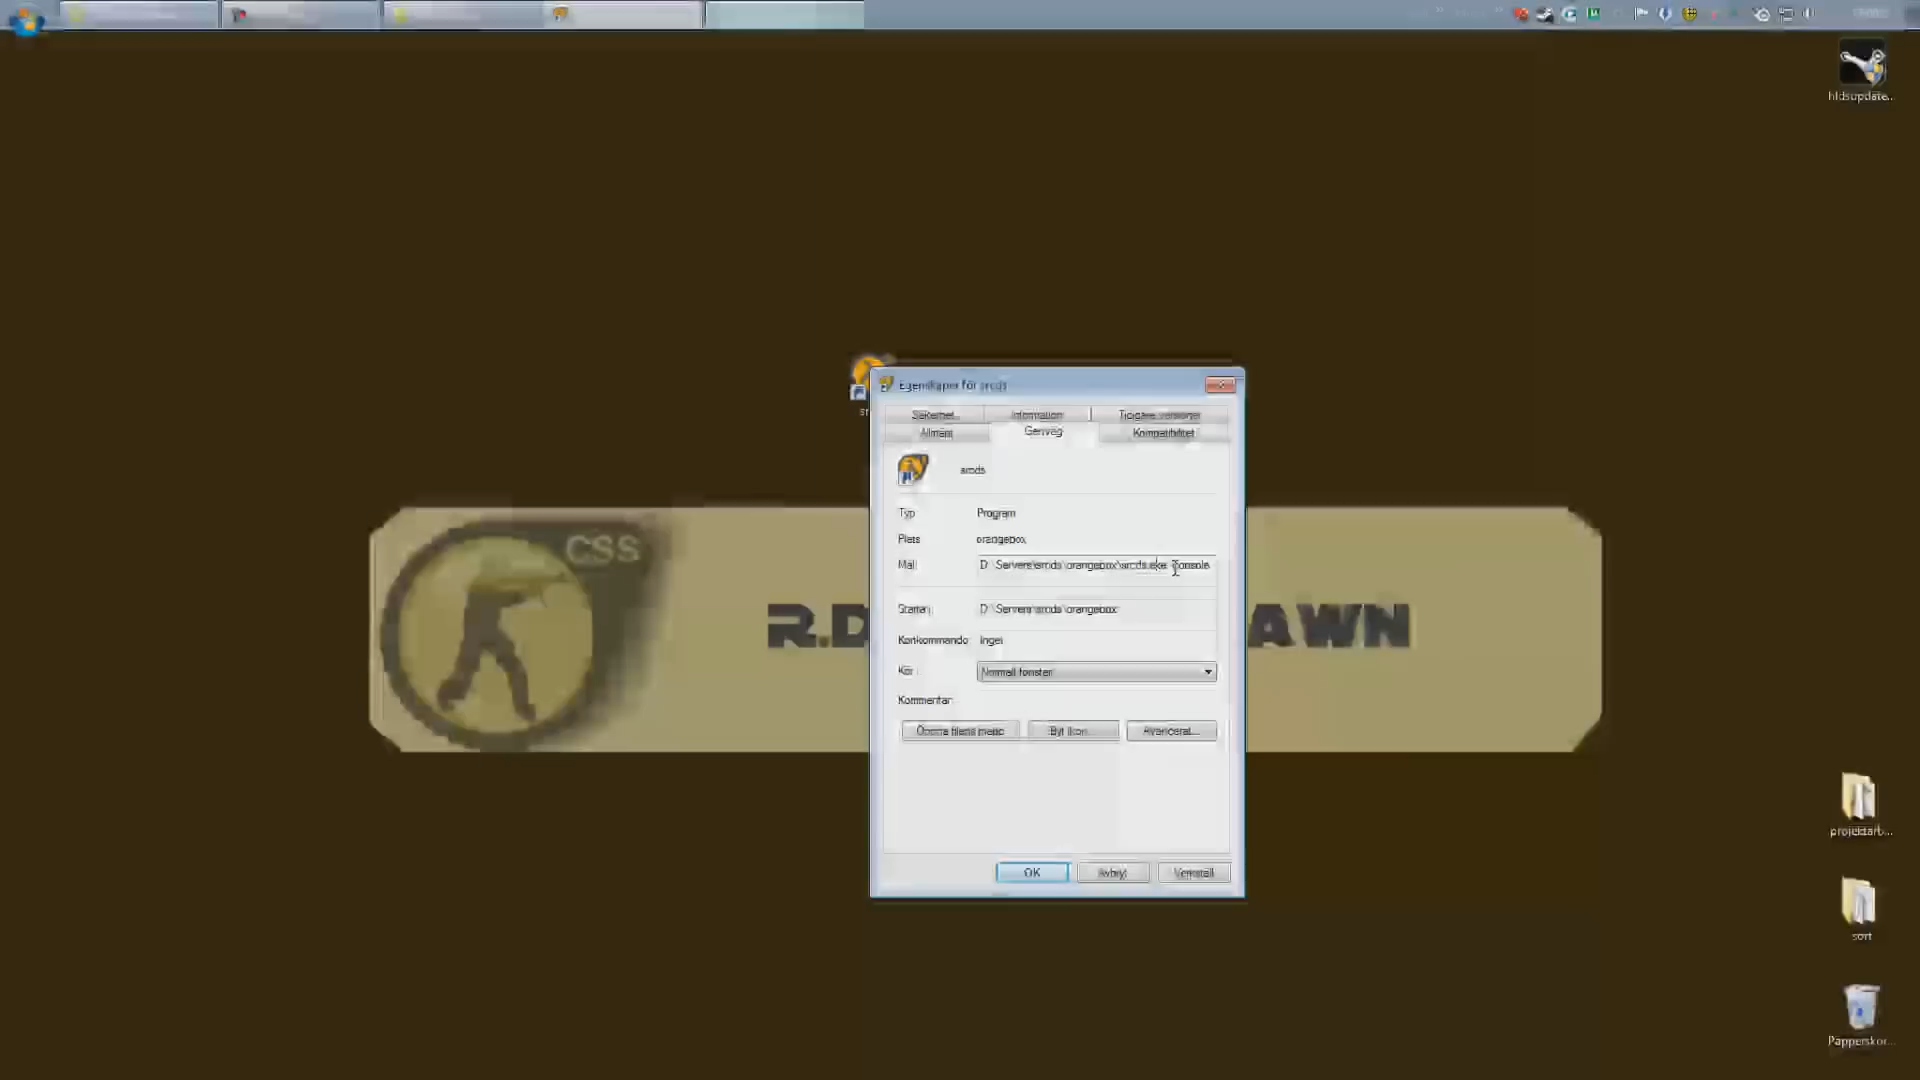 hldsupdate...
Egenskaper för srcds
Säkerhet
Information
Tidigare versioner
Allmänt
Genväg
Kompatibilitet
srcds
Typ
Program
Plats
orangebox
Mål
D:\Servers\srcds\orangebox\srcds.exe -console
Starta i
D:\Servers\srcds\orangebox
Kortkommando
Inget
Kör i
Normalt fönster
Kommentar
Öppna filens mapp
Byt ikon...
Avancerat...
OK
Avbryt
Verkställ
CSS
R.D
AWN
projektarb...
sort
Papperskor...